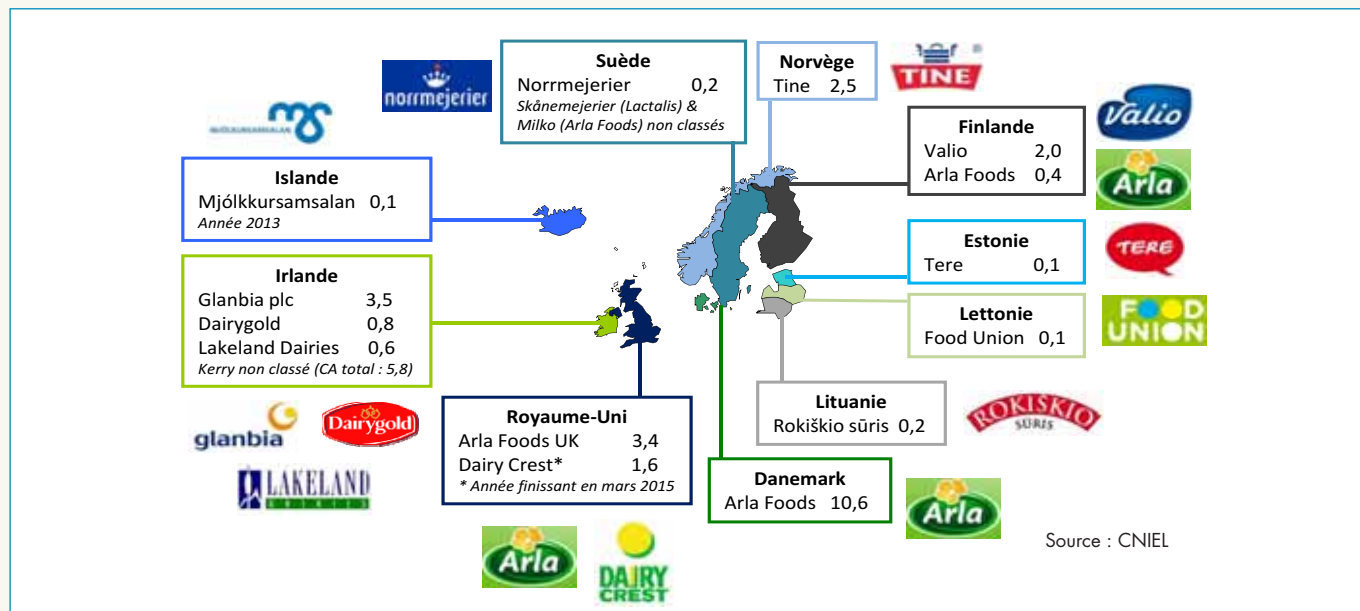 Suède
Norrmejerier 0,2
Skånemejerier (Lactalis) &
Milko (Arla Foods) non classés
norrmejerier
Norvège
Tine 2,5
TINE
®
Finlande
Valio 2,0
Arla Foods 0,4
Valio
Arla
Islande
Mjólkkursamsalan 0,1
Année 2013
Estonie
Tere 0,1
TERE
Irlande
Glanbia plc 3,5
Dairygold 0,8
Lakeland Dairies 0,6
Kerry non classé (CA total : 5,8)
Lettonie
Food Union 0,1
FOOD
UNION
glanbia
Dairygold
LAKELAND
DAIRIES
Royaume-Uni
Arla Foods UK 3,4
Dairy Crest* 1,6
* Année finissant en mars 2015
Lituanie
Rokiškio sūris 0,2
ROKISKIO
SŪRIS
Danemark
Arla Foods 10,6
Arla
Arla
DAIRY
CREST
Source : CNIEL